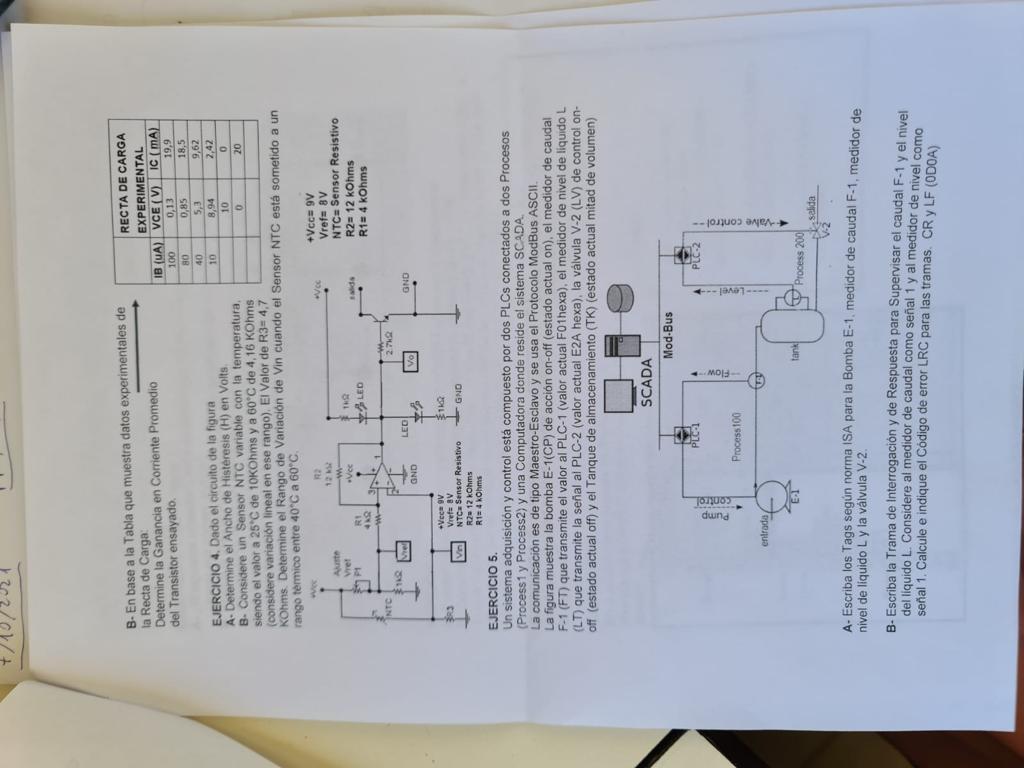 7/10/2021
B- En base a la Tabla que muestra datos experimentales de
la Recta de Carga:
Determine la Ganancia en Corriente Promedio
del Transistor ensayado.
RECTA DE CARGA
EXPERIMENTAL
IB (uA) VCE ( V) IC ( mA)
100 0,13 19,9
80 0,85 18,5
40 5,3 9,62
10 8,94 2,42
10 0
0 20
EJERCICIO 4. Dado el circuito de la figura
A- Determine el Ancho de Histéresis (H) en Volts.
B- Considere un Sensor NTC variable con la temperatura,
siendo el valor a 25°C de 10KOhms y a 60°C de 4,16 KOhms
(considere variación lineal en ese rango). El Valor de R3= 4,7
KOhms. Determine el Rango de Variación de Vin cuando el Sensor NTC está sometido a un
rango térmico entre 40°C a 60°C.
+Vcc
Ajuste
Vref
P1
R1
4 kΩ
R2
12 kΩ
+Vcc
3
2
1
GND
1kΩ
LED
+Vcc
salida
NTC
1kΩ
Vref
LED
2.7kΩ
Vo
GND
R3
Vin
1kΩ
GND
+Vcc= 9V
Vref= 8V
NTC= Sensor Resistivo
R2= 12 kOhms
R1= 4 kOhms
+Vcc= 9V
Vref= 8V
NTC= Sensor Resistivo
R2= 12 kOhms
R1= 4 kOhms
EJERCICIO 5.
Un sistema adquisición y control está compuesto por dos PLCs conectados a dos Procesos
(Process1 y Process2) y una Computadora donde reside el sistema SCADA.
La comunicación es de tipo Maestro-Esclavo y se usa el Protocolo ModBus ASCII.
La figura muestra la bomba E-1(CP) de acción on-off (estado actual on), el medidor de caudal
F-1 (FT) que transmite el valor al PLC-1 (valor actual F01hexa), el medidor de nivel de líquido L
(LT) que transmite la señal al PLC-2 (valor actual E2A hexa), la válvula V-2 (LV) de control on-
off (estado actual off) y el Tanque de almacenamiento (TK) (estado actual mitad de volumen)
SCADA
Mod-Bus
PLC-1
PLC-2
Pump
control
Flow
Level
Valve control
Process100
entrada
E-1
F-1
tank
L
Process 200
salida
V-2
A- Escriba los Tags según norma ISA para la Bomba E-1, medidor de caudal F-1, medidor de
nivel de líquido L y la válvula V-2.
B- Escriba la Trama de Interrogación y de Respuesta para Supervisar el caudal F-1 y el nivel
del líquido L. Considere al medidor de caudal como señal 1 y al medidor de nivel como
señal 1. Calcule e indique el Código de error LRC para las tramas. CR y LF (0D0A)